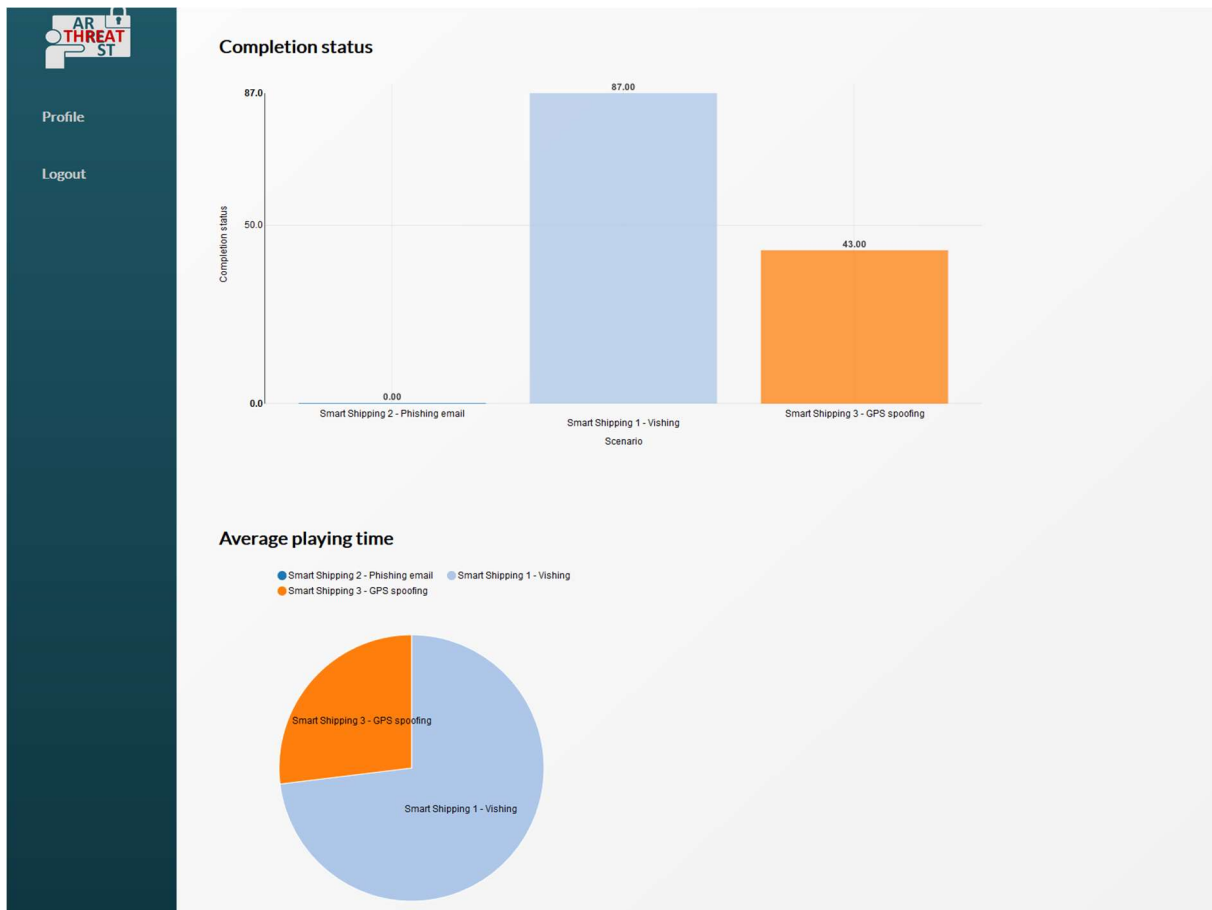 AR
THREAT
ST
Profile
Logout
Completion status
87.0
50.0
0.0
Completion status
0.00
87.00
43.00
Smart Shipping 2 - Phishing email
Smart Shipping 1 - Vishing
Smart Shipping 3 - GPS spoofing
Scenario
Average playing time
Smart Shipping 2 - Phishing email Smart Shipping 1 - Vishing
Smart Shipping 3 - GPS spoofing
Smart Shipping 3 - GPS spoofing
Smart Shipping 1 - Vishing